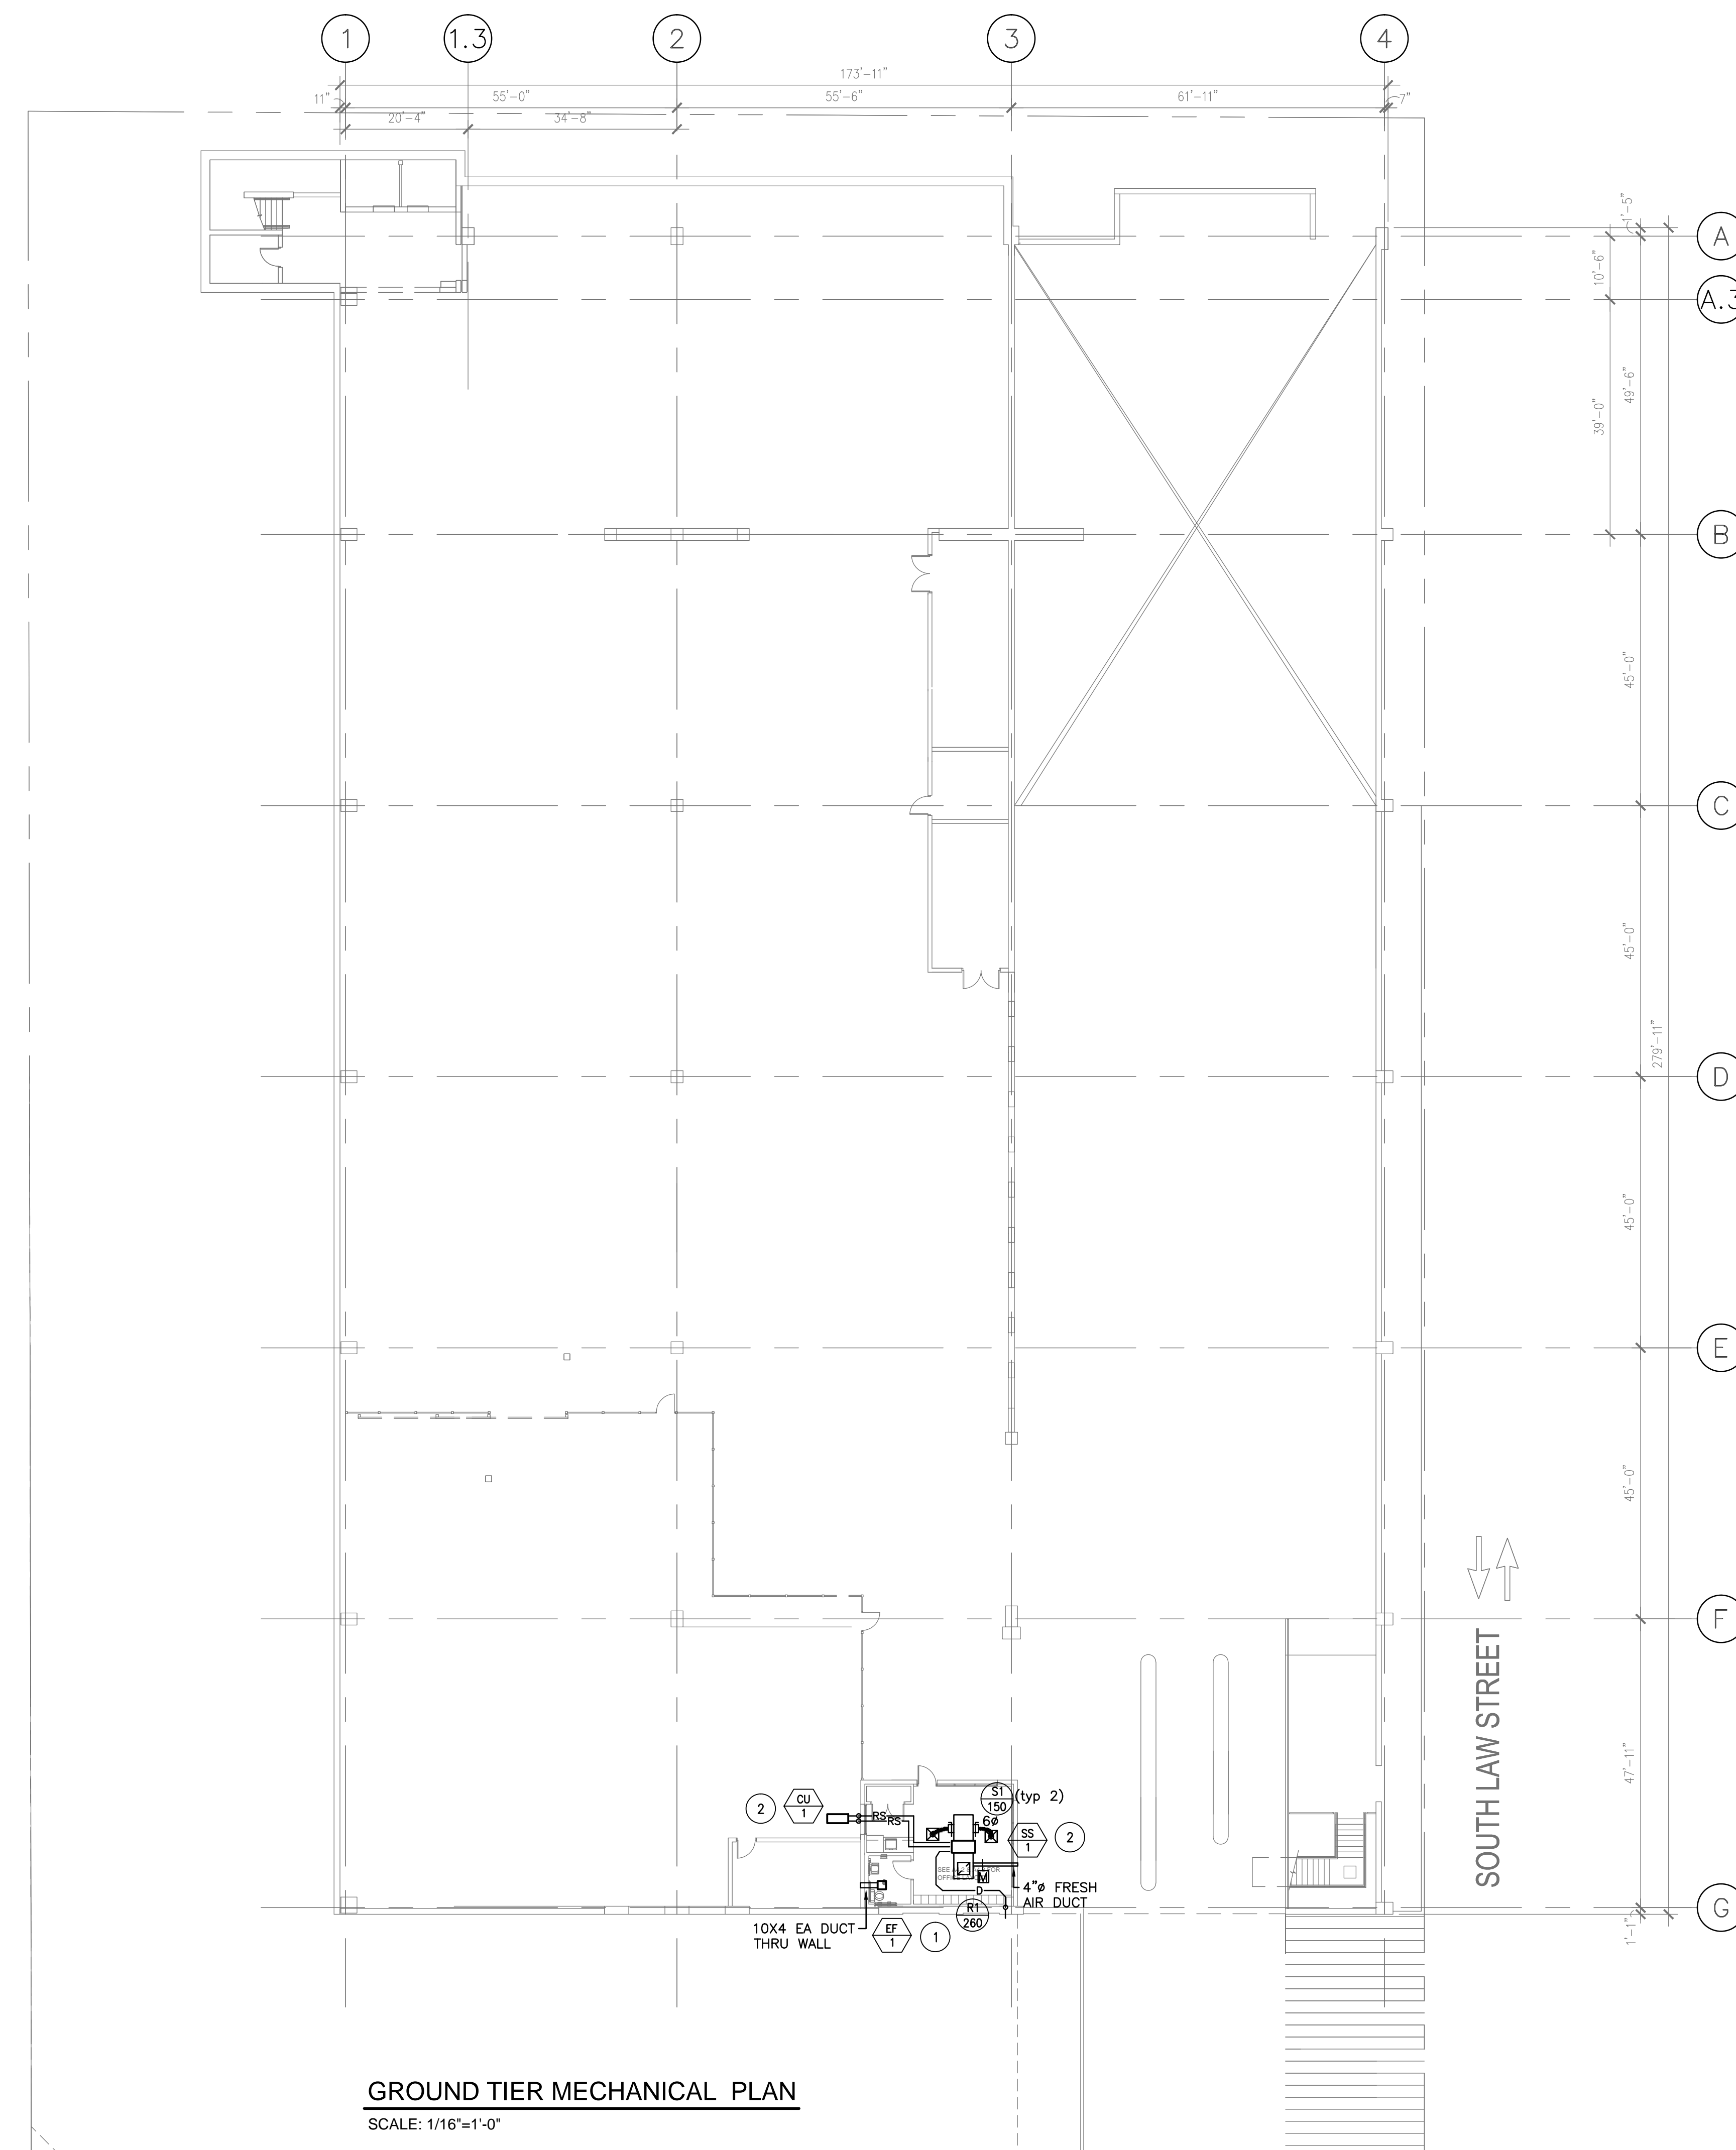 1
1.3
2
3
4
173'-11"
11"
55'-0"
55'-6"
61'-11"
7"
20'-4"
34'-8"
1'-5"
A
10'-6"
A.3
49'-6"
39'-0"
B
45'-0"
C
45'-0"
279'-11"
D
45'-0"
E
45'-0"
F
SOUTH LAW STREET
47'-11"
G
1'-1"
2
CU
1
RS
RS
S1
150
(typ 2)
6ø
SS
1
2
M
D
4"ø FRESH
AIR DUCT
R1
260
10X4 EA DUCT
THRU WALL
EF
1
1
GROUND TIER MECHANICAL PLAN
SCALE: 1/16"=1'-0"